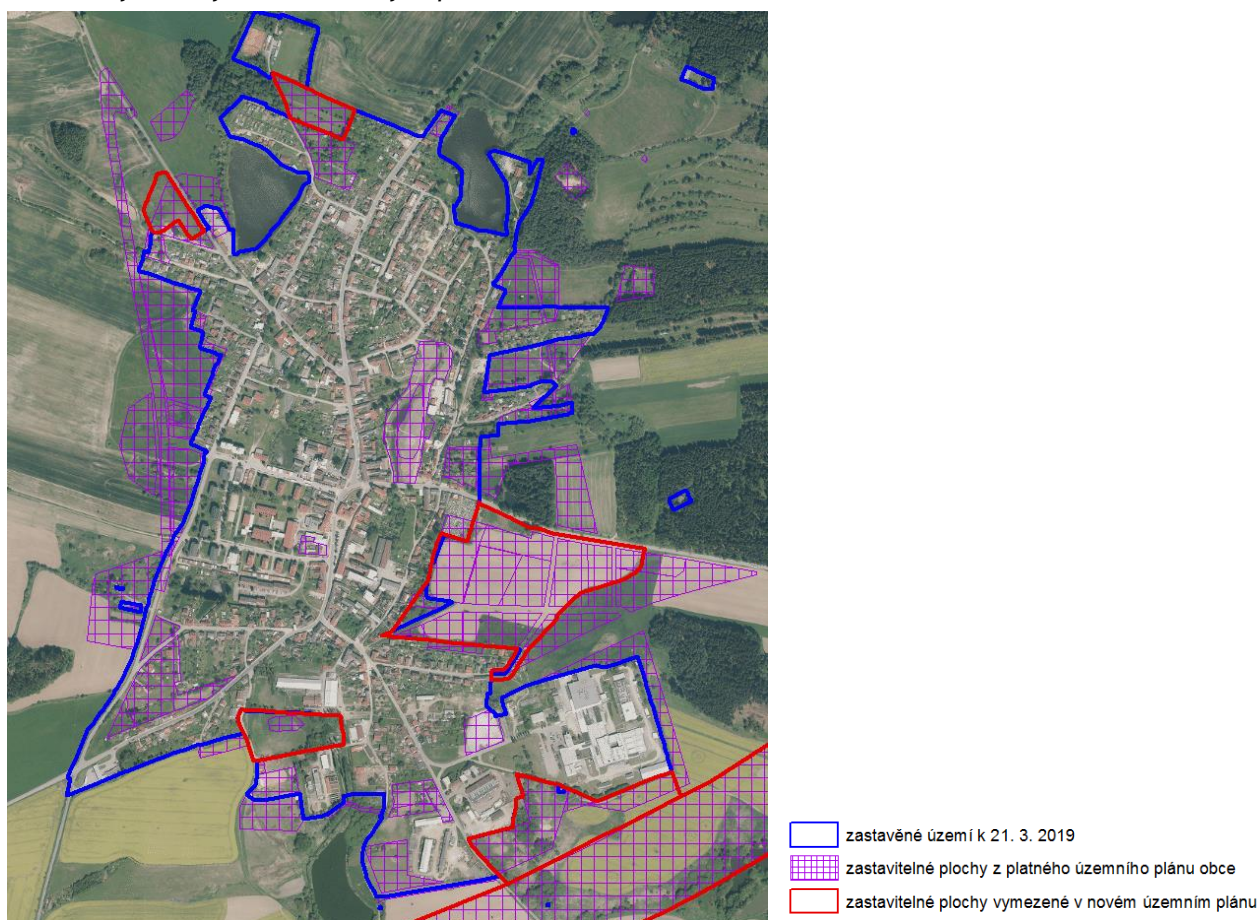 zastavěné území k 21. 3. 2019
zastavitelné plochy z platného územního plánu obce
zastavitelné plochy vymezené v novém územním plánu